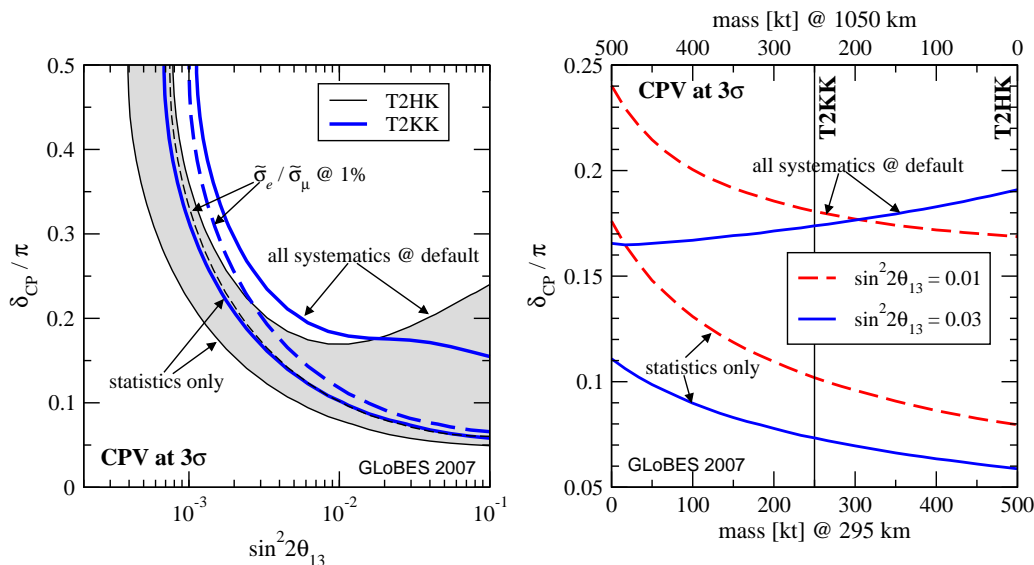 0.5
0.4
0.3
0.2
0.1
0
δCP / π
10⁻³
10⁻²
10⁻¹
sin²2θ₁₃
T2HK
T2KK
σ̃e / σ̃μ @ 1%
all systematics @ default
statistics only
CPV at 3σ
GLoBES 2007
mass [kt] @ 1050 km
500
400
300
200
100
0
0.25
0.2
0.15
0.1
0.05
δCP / π
CPV at 3σ
T2KK
T2HK
all systematics @ default
sin²2θ₁₃ = 0.01
sin²2θ₁₃ = 0.03
statistics only
GLoBES 2007
0
100
200
300
400
500
mass [kt] @ 295 km